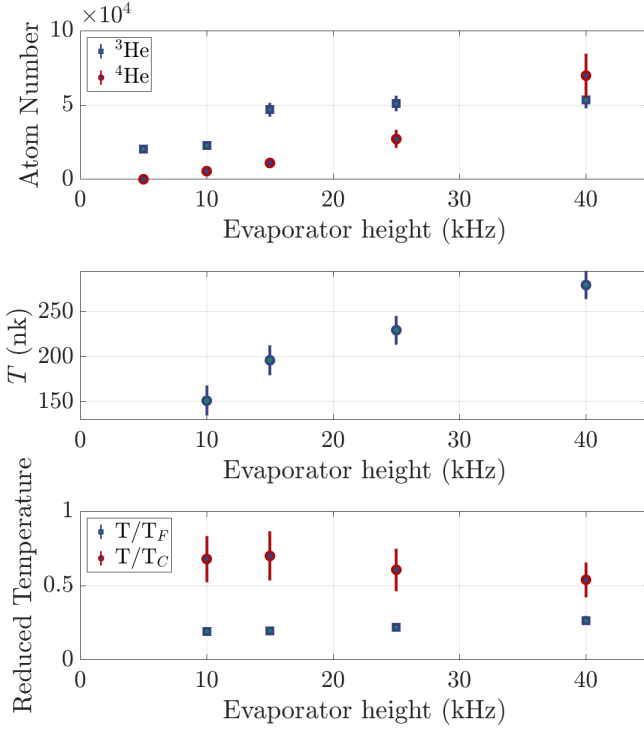 ×10⁴
10
5
0
Atom Number
³He
⁴He
0 10 20 30 40
Evaporator height (kHz)
250
200
150
T (nk)
0 10 20 30 40
Evaporator height (kHz)
1
0.5
0
Reduced Temperature
T/T_F
T/T_C
0 10 20 30 40
Evaporator height (kHz)